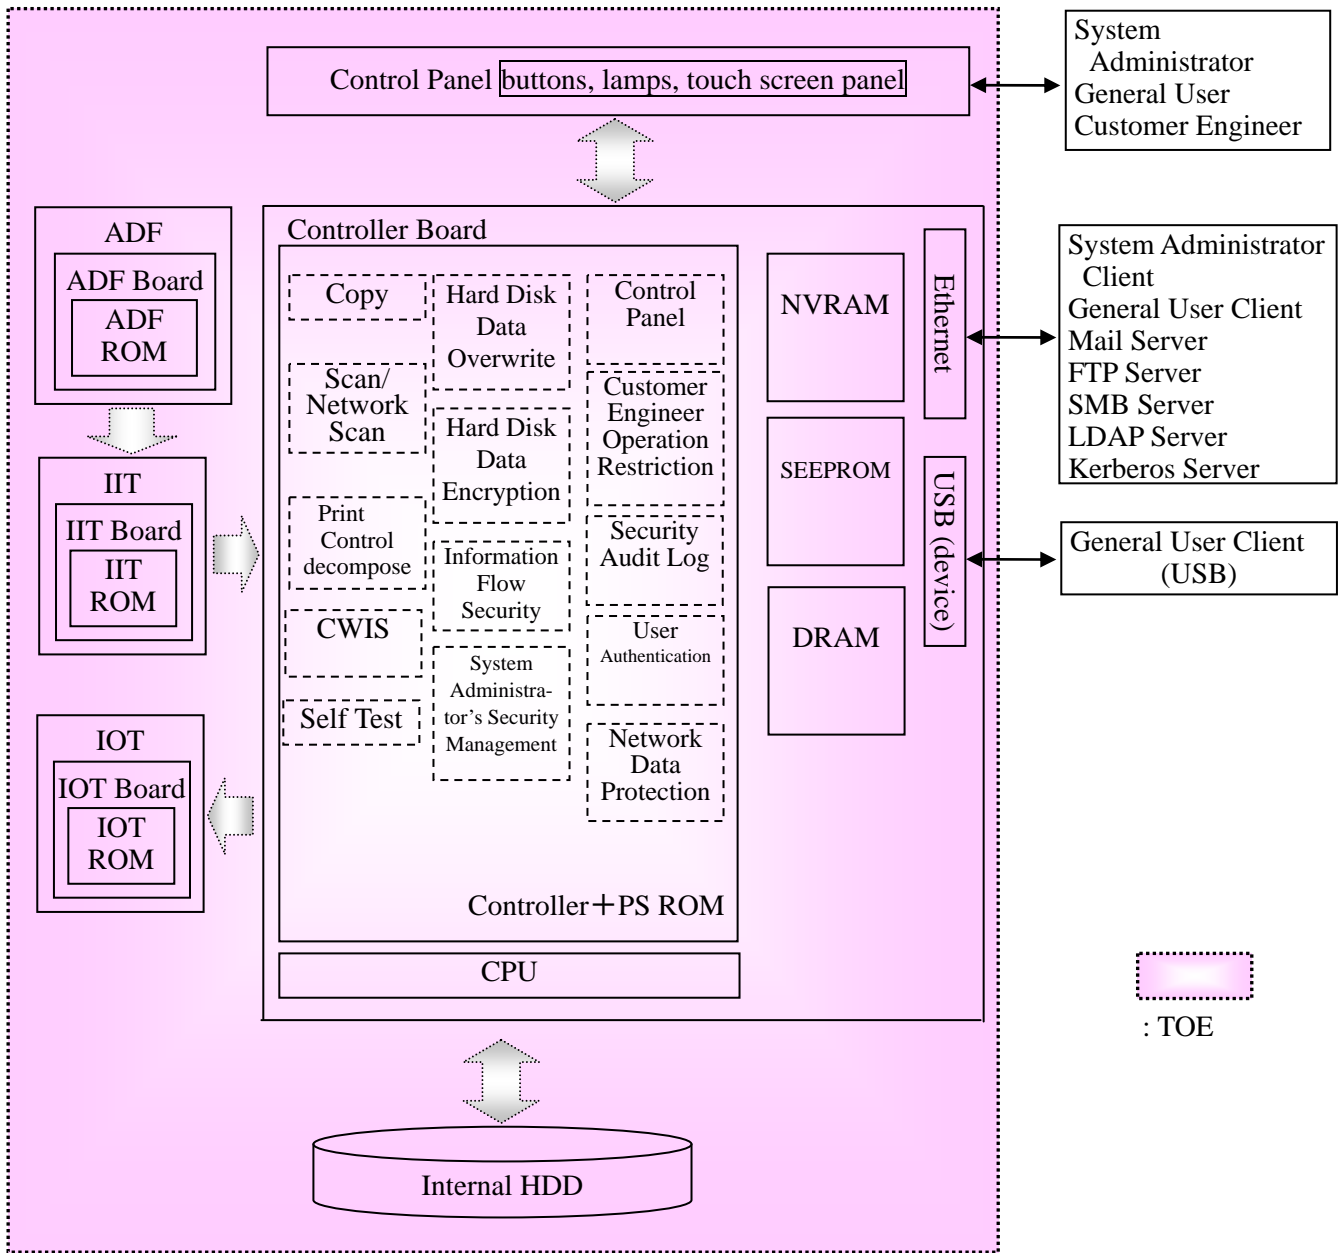 Control Panel buttons, lamps, touch screen panel
System
Administrator
General User
Customer Engineer
ADF
ADF Board
ADF
ROM
IIT
IIT Board
IIT
ROM
IOT
IOT Board
IOT
ROM
Controller Board
Copy
Scan/
Network
Scan
Print
Control
decompose
CWIS
Self Test
Hard Disk
Data
Overwrite
Hard Disk
Data
Encryption
Information
Flow
Security
System
Administra-
tor’s Security
Management
Control
Panel
Customer
Engineer
Operation
Restriction
Security
Audit Log
User
Authentication
Network
Data
Protection
Controller＋PS ROM
CPU
NVRAM
SEEPROM
DRAM
Ethernet
USB (device)
System Administrator
Client
General User Client
Mail Server
FTP Server
SMB Server
LDAP Server
Kerberos Server
General User Client
(USB)
Internal HDD
: TOE